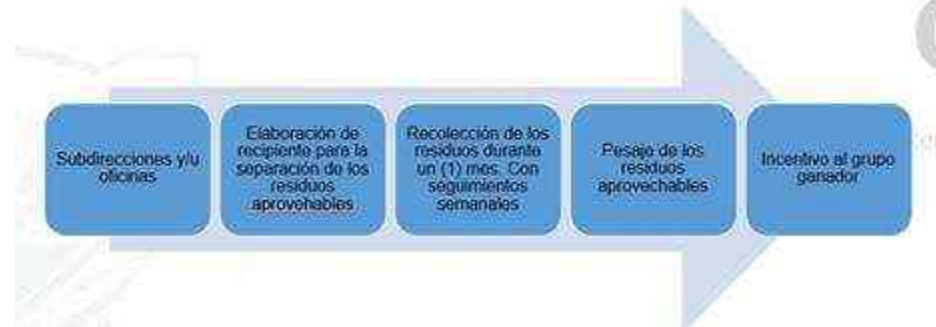 Subdirecciones y/u
oficinas
Elaboración de
recipiente para la
separación de los
residuos
aprovehables
Recolección de los
residuos durante
un (1) mes. Con
seguimientos
semanales
Pesaje de los
residuos
aprovechables
Incentivo al grupo
ganador